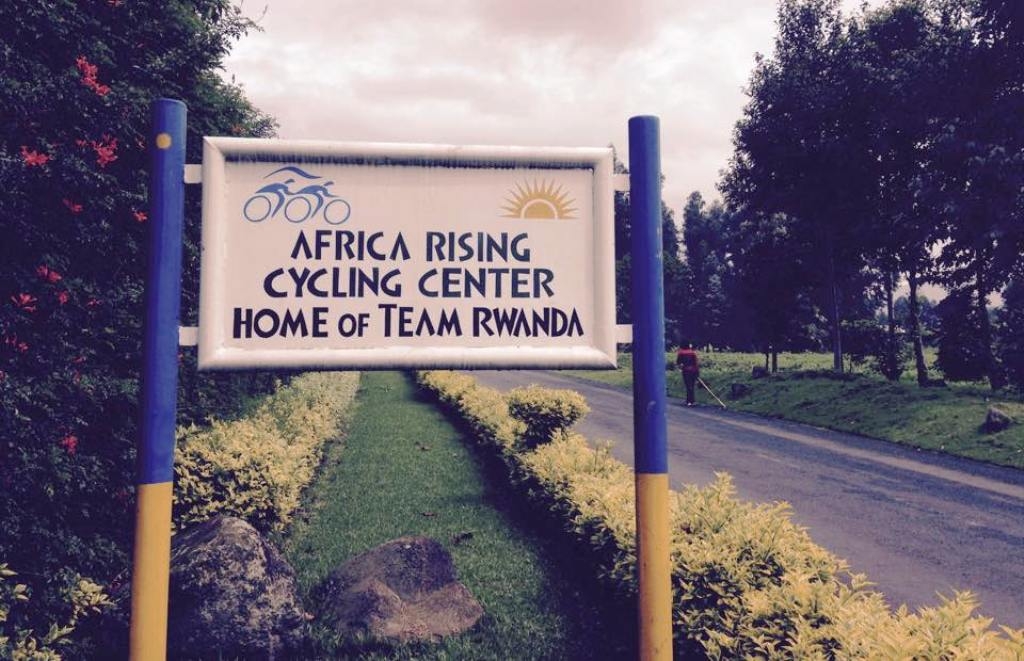 AFRICA RISING
CYCLING CENTER
HOME OF TEAM RWANDA